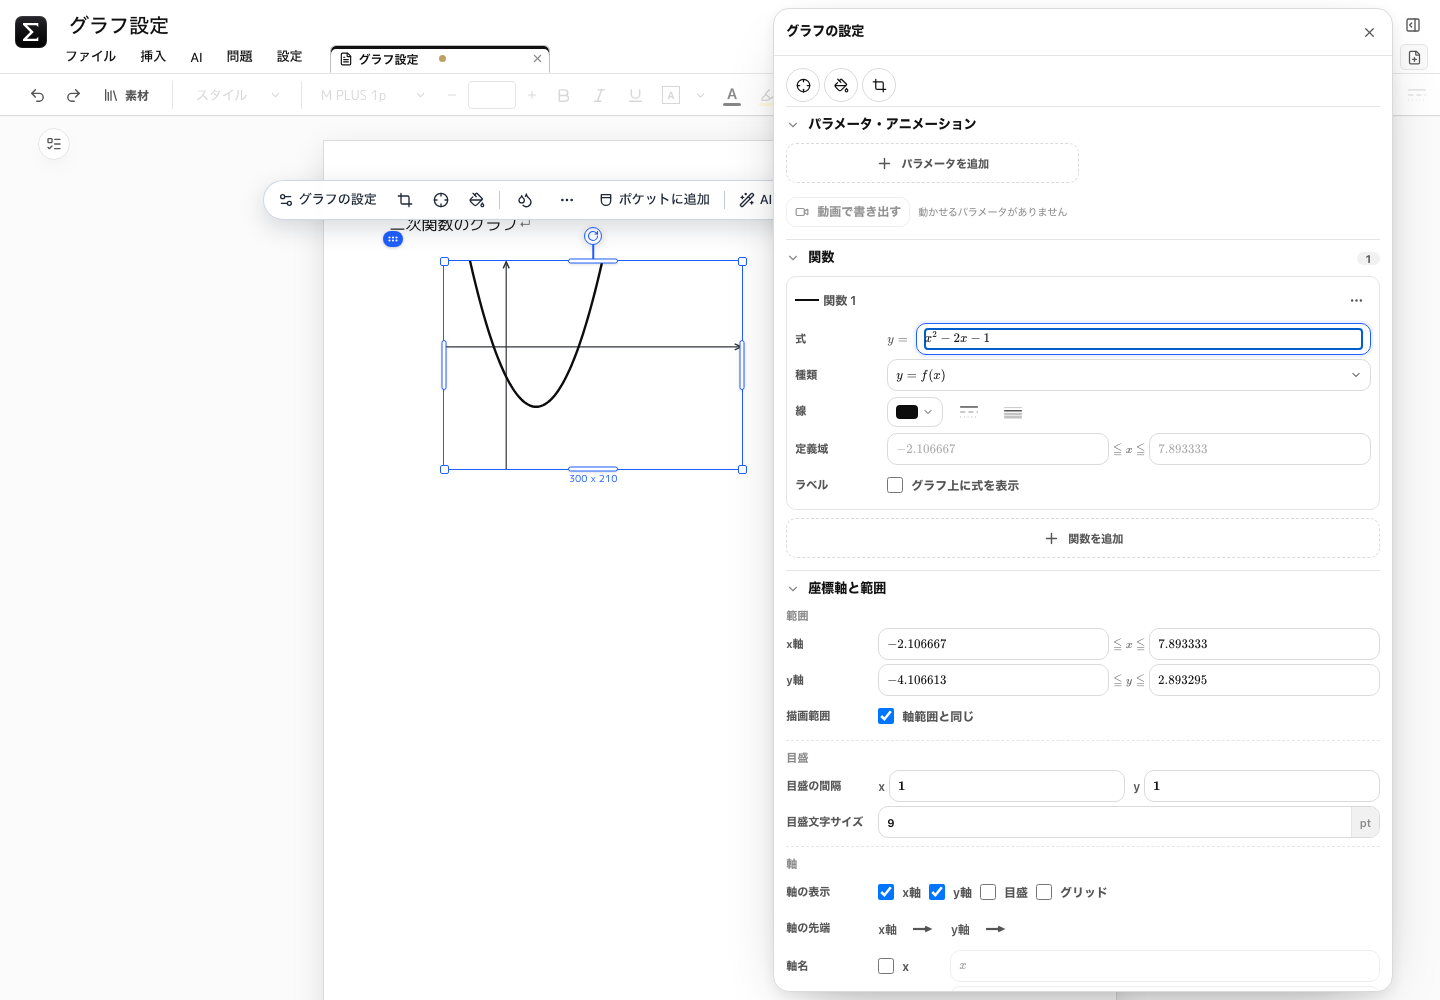 Σ
グラフ設定
ファイル 挿入 AI 問題 設定
グラフ設定
素材 スタイル M PLUS 1p B I U A A
グラフの設定 ポケットに追加 AI
二次関数のグラフ↵
300 x 210
グラフの設定
パラメータ・アニメーション
パラメータを追加
動画で書き出す 動かせるパラメータがありません
関数 1
関数 1
式 y = x² − 2x − 1
種類 y = f(x)
線
定義域 −2.106667 ≦ x ≦ 7.893333
ラベル グラフ上に式を表示
関数を追加
座標軸と範囲
範囲
x軸 −2.106667 ≦ x ≦ 7.893333
y軸 −4.106613 ≦ y ≦ 2.893295
描画範囲 軸範囲と同じ
目盛
目盛の間隔 x 1 y 1
目盛文字サイズ 9 pt
軸
軸の表示 x軸 y軸 目盛 グリッド
軸の先端 x軸 y軸
軸名 x x